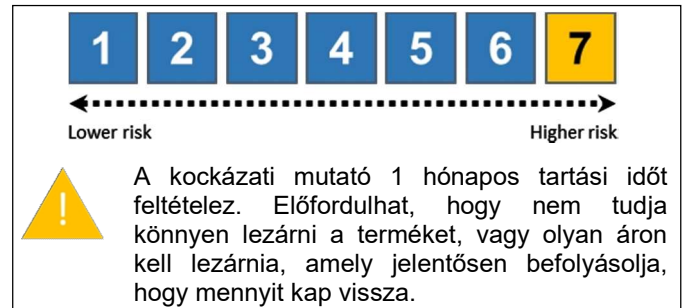 1 2 3 4 5 6 7
Lower risk Higher risk
!
A kockázati mutató 1 hónapos tartási időt
feltételez. Előfordulhat, hogy nem tudja
könnyen lezárni a terméket, vagy olyan áron
kell lezárnia, amely jelentősen befolyásolja,
hogy mennyit kap vissza.